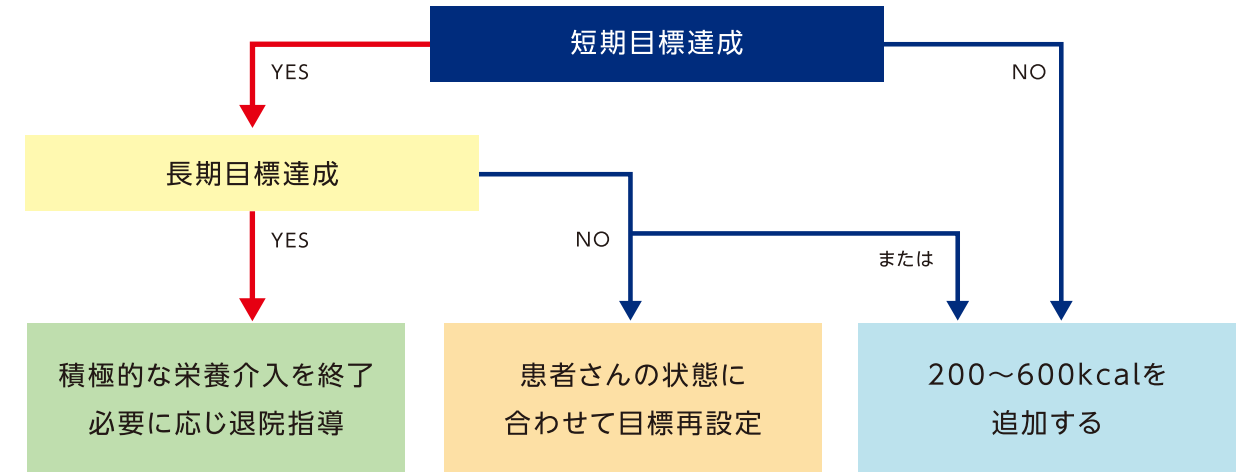 短期目標達成
YES
NO
長期目標達成
YES
NO
または
積極的な栄養介入を終了
必要に応じ退院指導
患者さんの状態に
合わせて目標再設定
200〜600kcalを
追加する